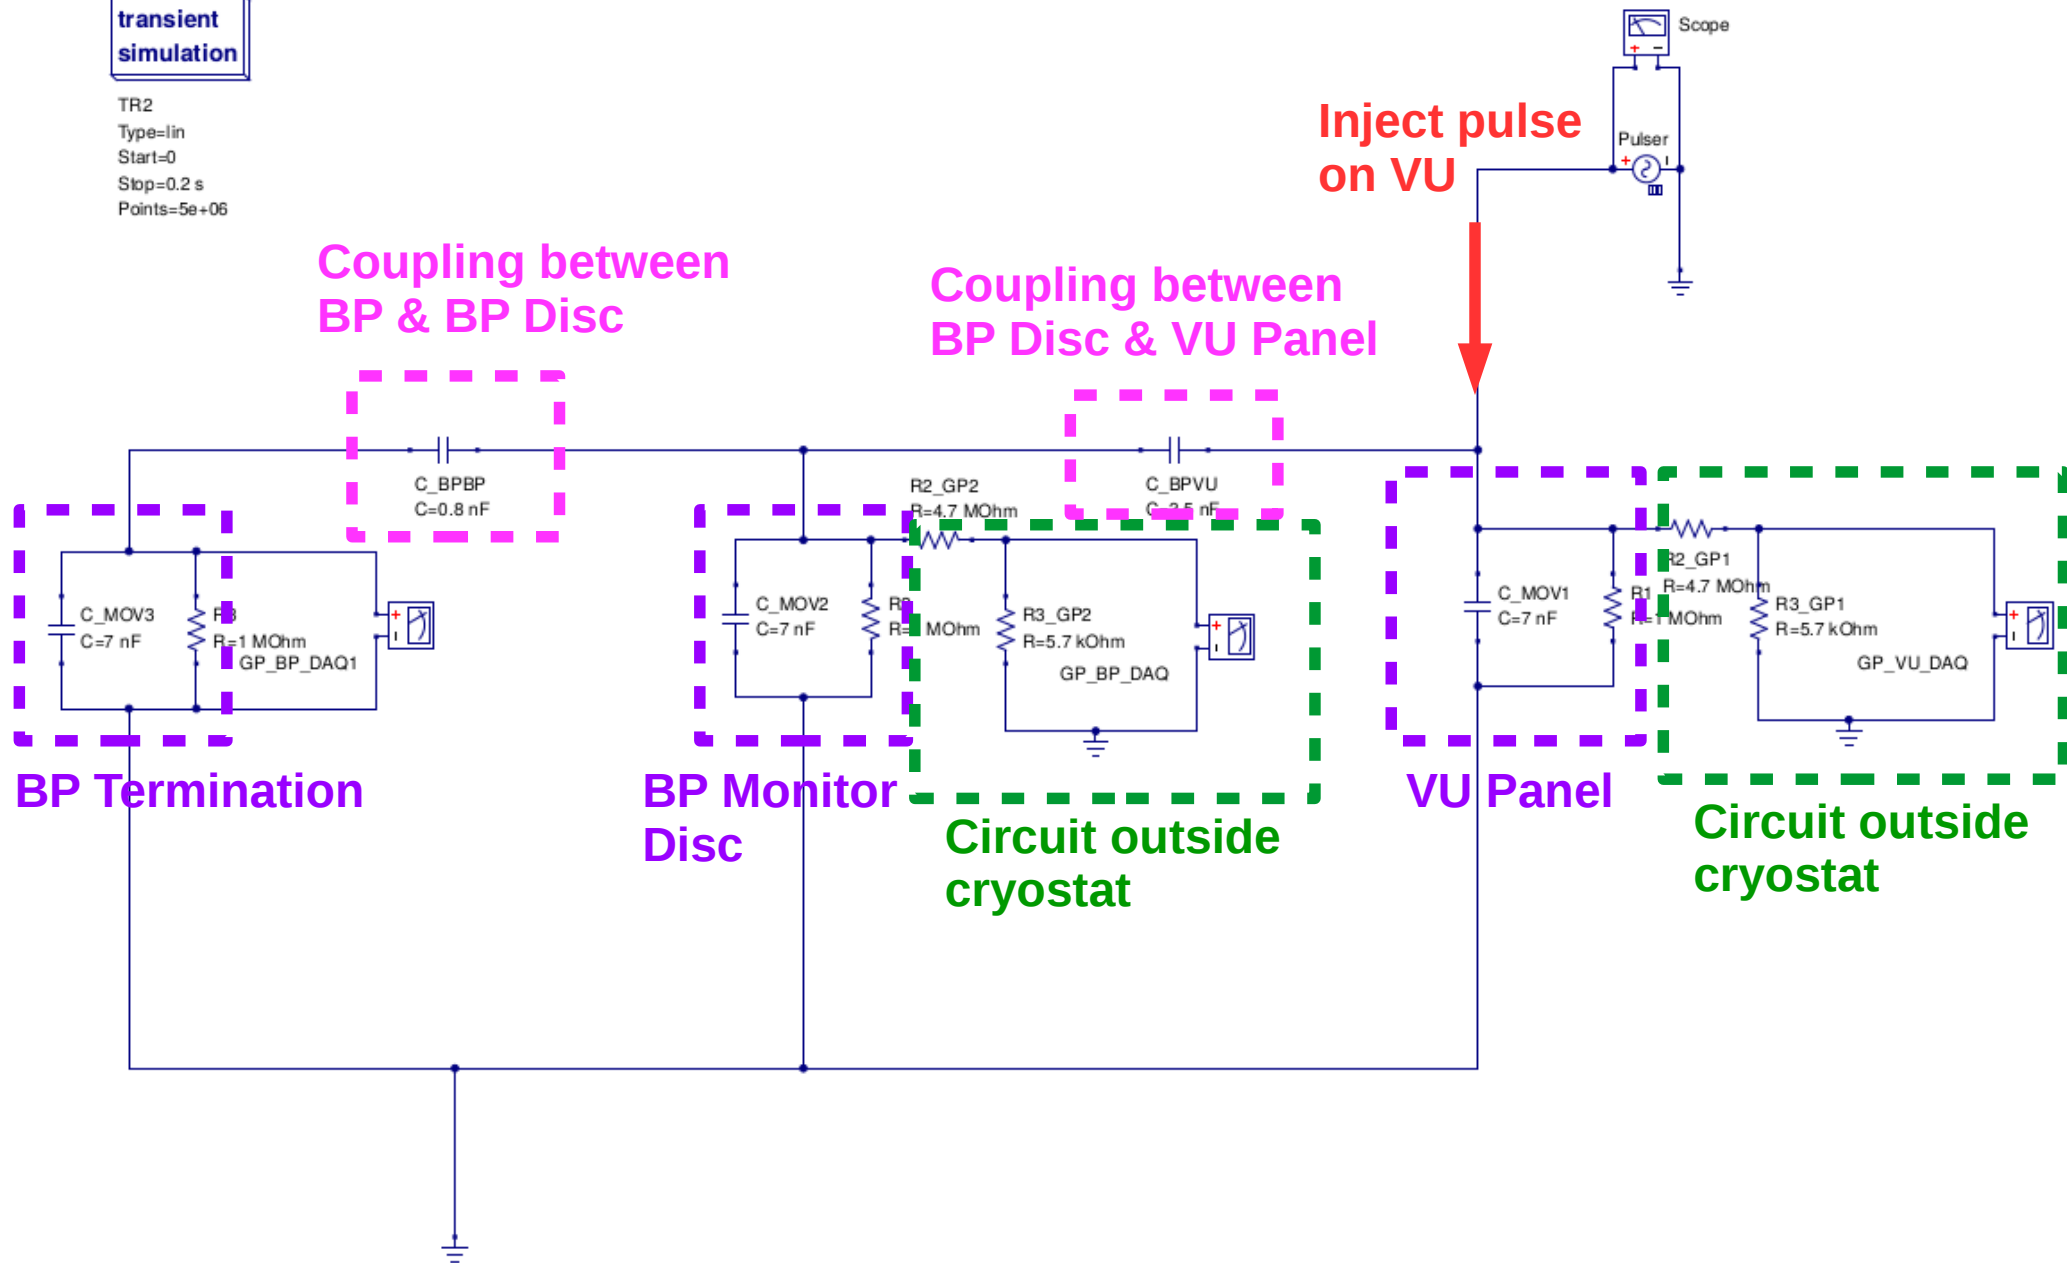 transient
simulation
TR2
Type=lin
Start=0
Stop=0.2 s
Points=5e+06
Scope
+ −
Inject pulse
on VU
Pulser
+
Coupling between
BP & BP Disc
Coupling between
BP Disc & VU Panel
C_BPBP
C=0.8 nF
R2_GP2
R=4.7 MOhm
C_BPVU
nF
C_MOV3
C=7 nF
R=1 MOhm
GP_BP_DAQ1
+
C_MOV2
C=7 nF
MOhm
R3_GP2
R=5.7 kOhm
GP_BP_DAQ
+
C_MOV1
C=7 nF
R1
MOhm
R2_GP1
R=4.7 MOhm
R3_GP1
R=5.7 kOhm
GP_VU_DAQ
+
BP Termination
BP Monitor
Disc
Circuit outside
cryostat
VU Panel
Circuit outside
cryostat